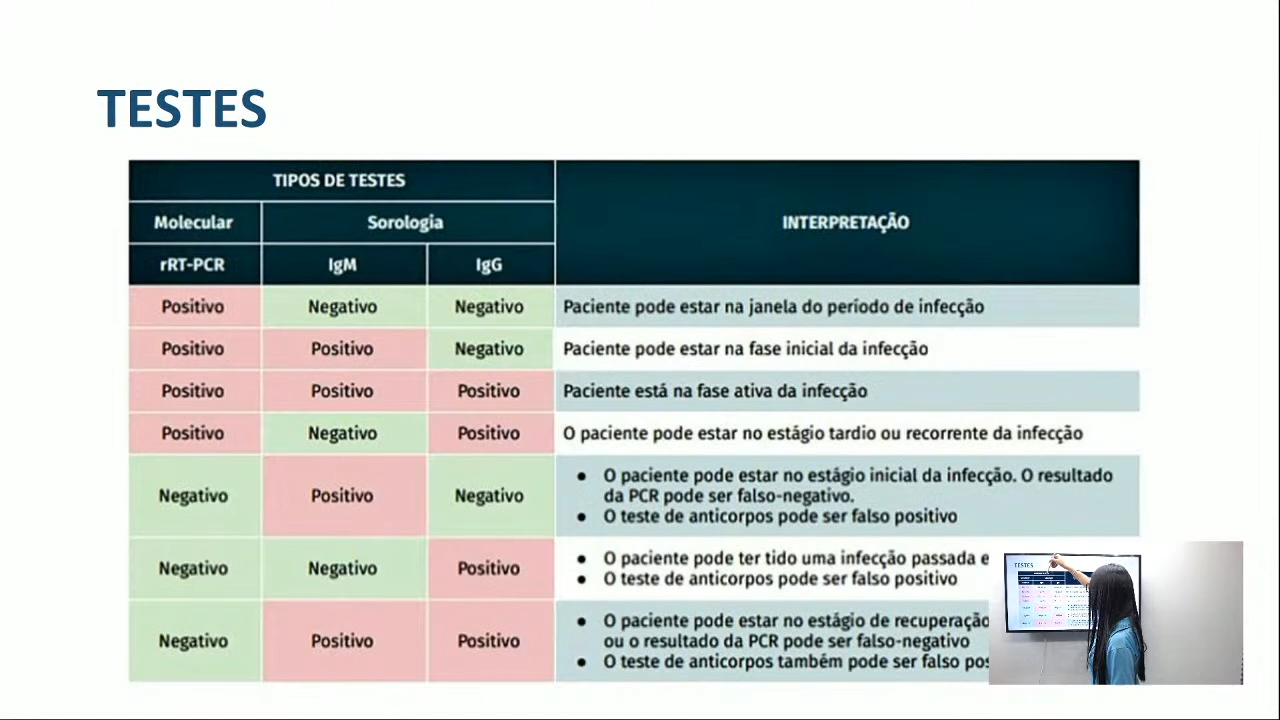 TESTES
TIPOS DE TESTES
INTERPRETAÇÃO
Molecular Sorologia
rRT-PCR IgM IgG
Positivo Negativo Negativo Paciente pode estar na janela do período de infecção
Positivo Positivo Negativo Paciente pode estar na fase inicial da infecção
Positivo Positivo Positivo Paciente está na fase ativa da infecção
Positivo Negativo Positivo O paciente pode estar no estágio tardio ou recorrente da infecção
Negativo Positivo Negativo
● O paciente pode estar no estágio inicial da infecção. O resultado
da PCR pode ser falso-negativo.
● O teste de anticorpos pode ser falso positivo
Negativo Negativo Positivo
● O paciente pode ter tido uma infecção passada e
● O teste de anticorpos pode ser falso positivo
Negativo Positivo Positivo
● O paciente pode estar no estágio de recuperação
ou o resultado da PCR pode ser falso-negativo
● O teste de anticorpos também pode ser falso pos
TESTES